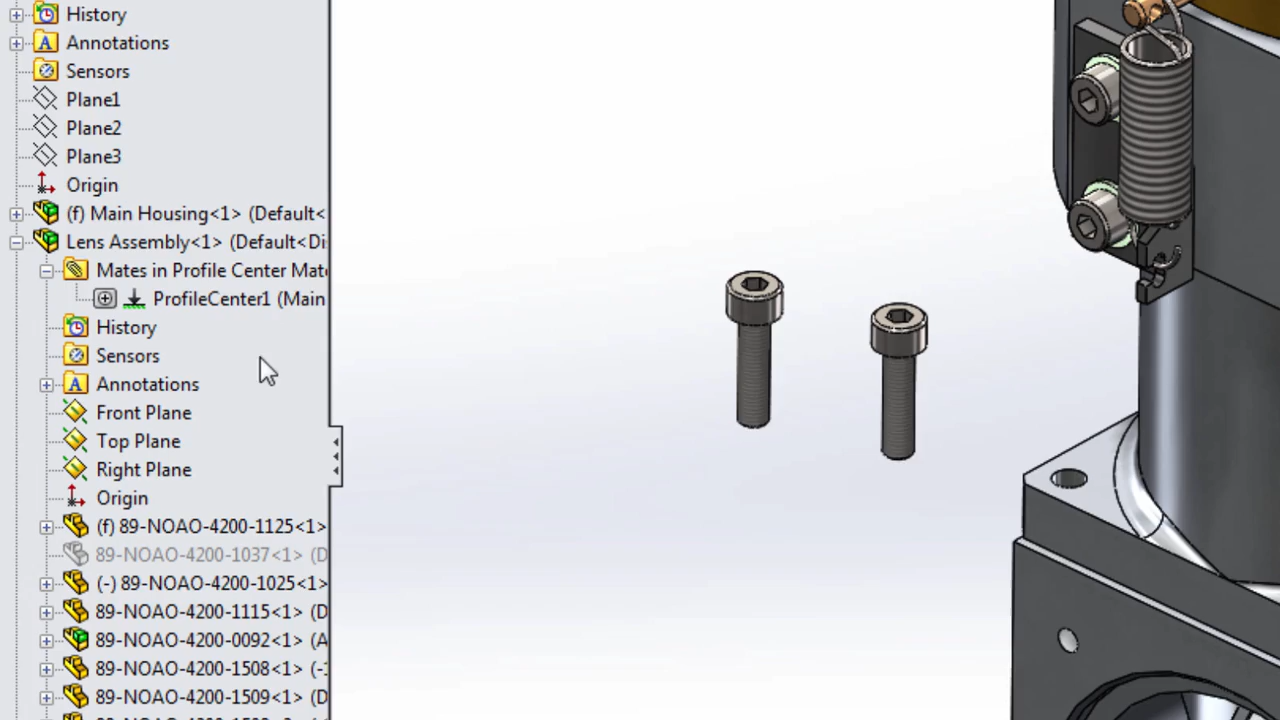 History
A Annotations
Sensors
Plane1
Plane2
Plane3
Origin
(f) Main Housing<1> (Default<
Lens Assembly<1> (Default<Di
Mates in Profile Center Mat
ProfileCenter1 (Main
History
Sensors
A Annotations
Front Plane
Top Plane
Right Plane
Origin
(f) 89-NOAO-4200-1125<1>
89-NOAO-4200-1037<1> (D
(-) 89-NOAO-4200-1025<1>
89-NOAO-4200-1115<1> (D
89-NOAO-4200-0092<1> (A
89-NOAO-4200-1508<1> (-
89-NOAO-4200-1509<1> (D